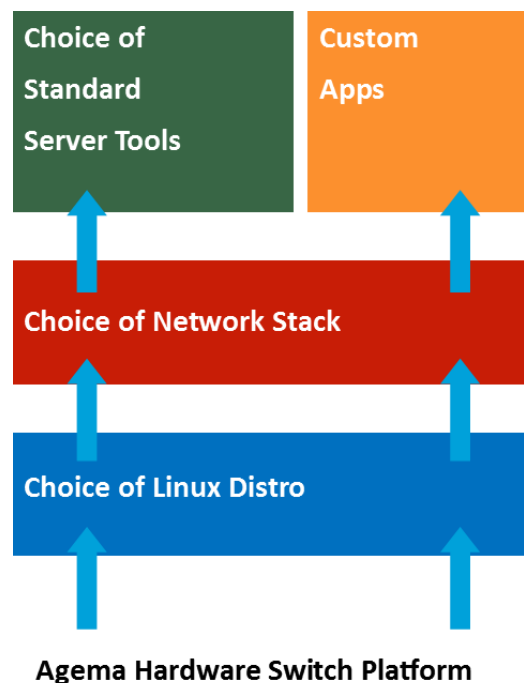 Choice of
Standard
Server Tools
Custom
Apps
Choice of Network Stack
Choice of Linux Distro
Agema Hardware Switch Platform